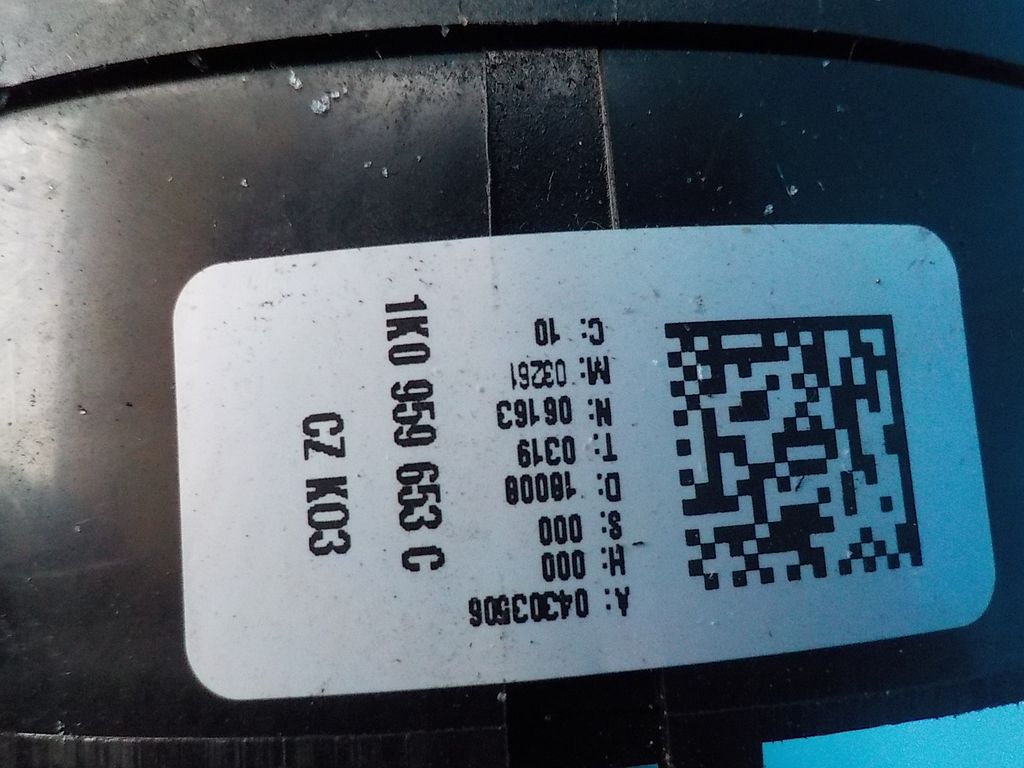 A: 04303506
H: 000
S: 000
D: 18008
T: 0319
N: 06163
M: 03261
C: 10
1K0 959 653 C
CZ K03